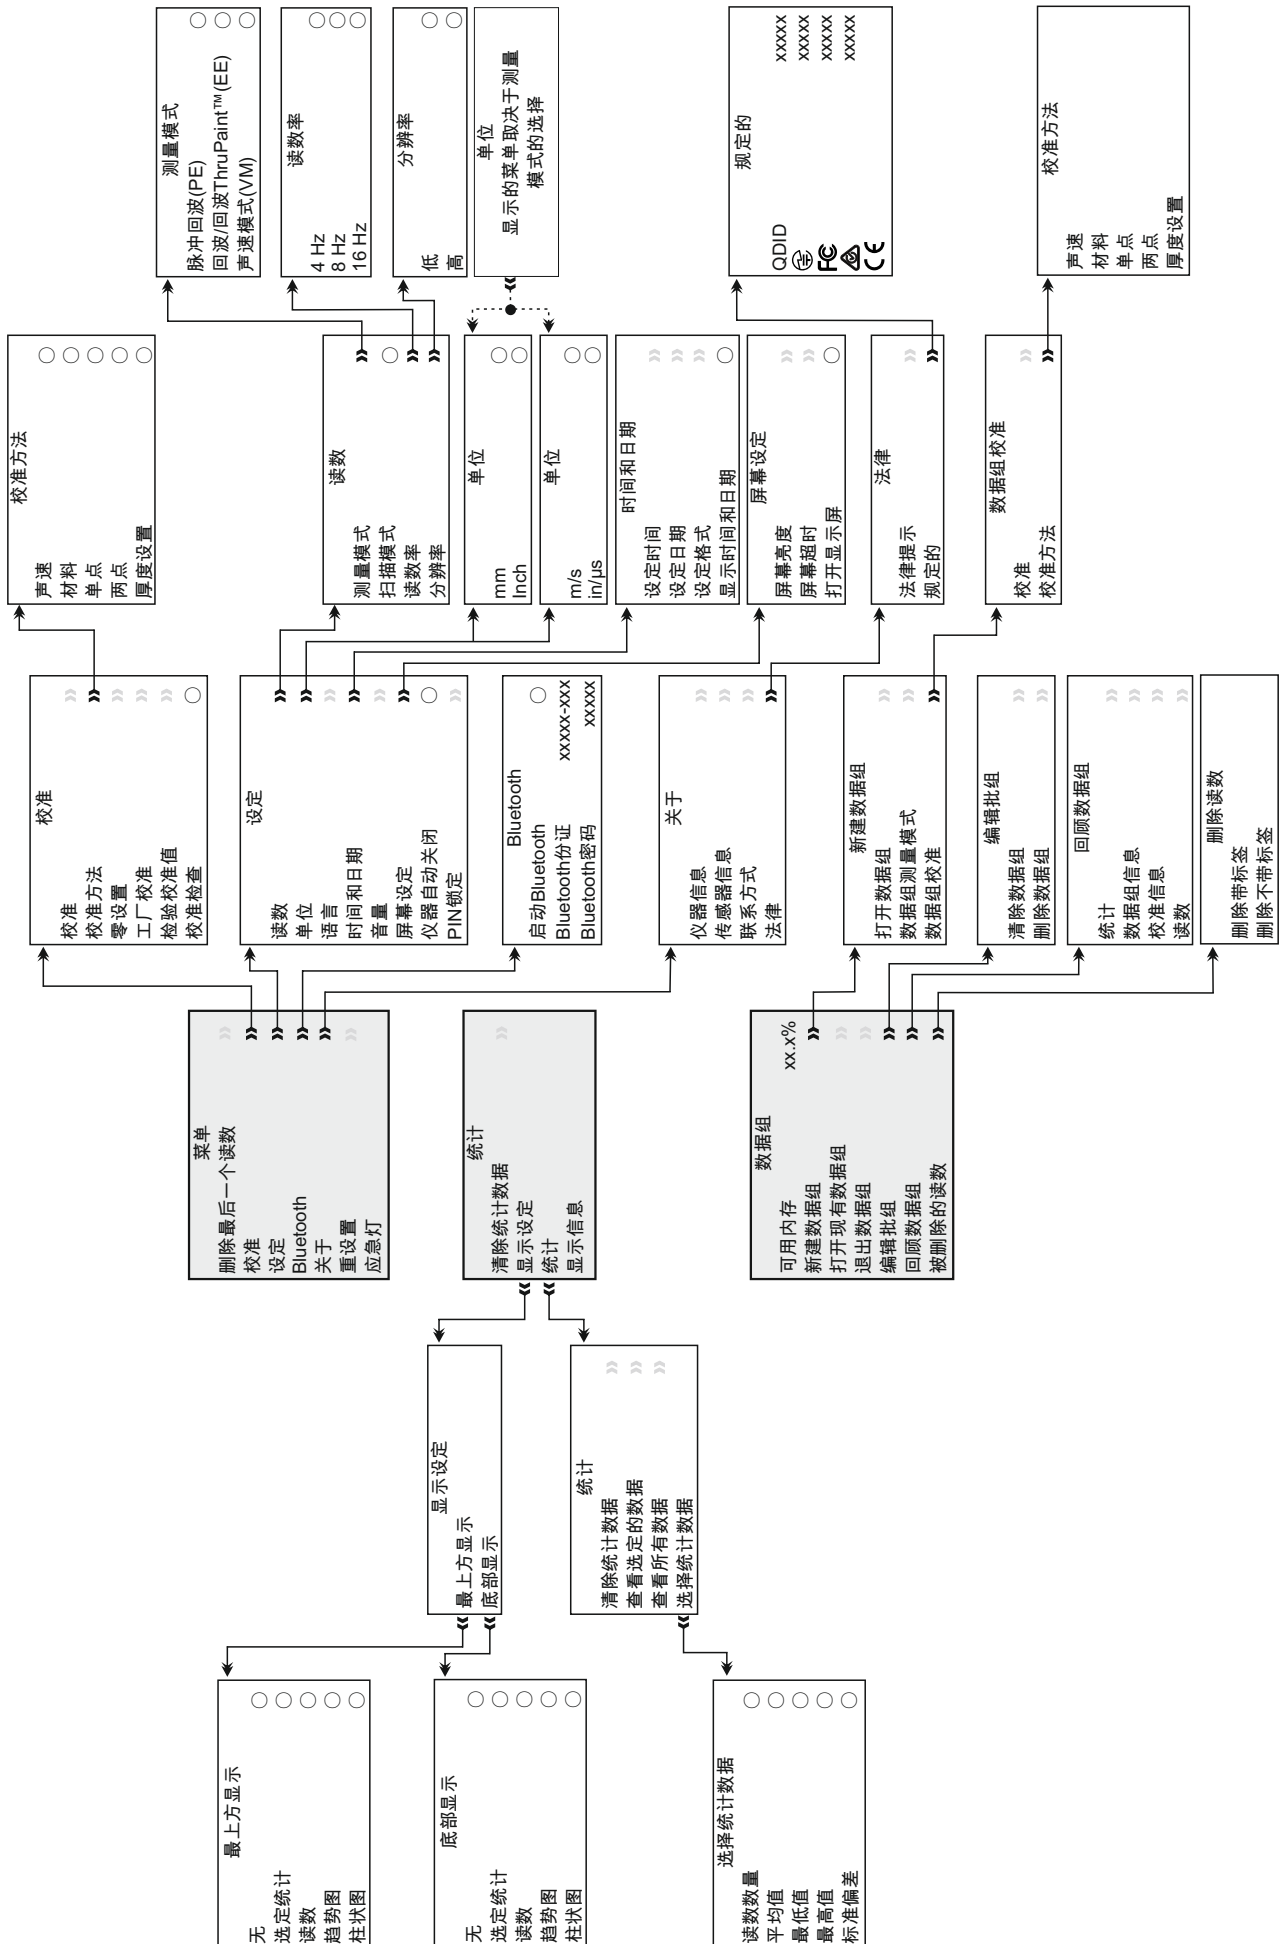 最上方显示
无
选定统计
读数
趋势图
柱状图
底部显示
无
选定统计
读数
趋势图
柱状图
选择统计数据
读数数量
平均值
最低值
最高值
标准偏差
显示设定
最上方显示
底部显示
统计
清除统计数据
查看选定的数据
查看所有数据
选择统计数据
菜单
删除最后一个读数
校准
设定
Bluetooth
关于
重设置
应急灯
统计
清除统计数据
显示设定
统计
显示信息
数据组
可用内存 xx.x%
新建数据组
打开现有数据组
退出数据组
编辑批组
回顾数据组
被删除的读数
校准
校准
校准方法
零设置
工厂校准
检验校准值
校准检查
设定
读数
单位
语言
时间和日期
音量
屏幕设定
仪器自动关闭
PIN锁定
Bluetooth
启动Bluetooth
Bluetooth份证 xxxxx-xxx
Bluetooth密码 xxxxx
关于
仪器信息
传感器信息
联系方式
法律
新建数据组
打开数据组
数据组测量模式
数据组校准
编辑批组
清除数据组
删除数据组
回顾数据组
统计
数据组信息
校准信息
读数
删除读数
删除带标签
删除不带标签
校准方法
声速
材料
单点
两点
厚度设置
读数
测量模式
扫描模式
读数率
分辨率
单位
mm
Inch
单位
m/s
in/µs
时间和日期
设定时间
设定日期
设定格式
显示时间和日期
屏幕设定
屏幕亮度
屏幕超时
打开显示屏
法律
法律提示
规定的
数据组校准
校准
校准方法
测量模式
脉冲回波(PE)
回波/回波ThruPaint™(EE)
声速模式(VM)
读数率
4 Hz
8 Hz
16 Hz
分辨率
低
高
单位
显示的菜单取决于测量
模式的选择
规定的
QDID xxxxx
xxxxx
FC xxxxx
CE xxxxx
校准方法
声速
材料
单点
两点
厚度设置